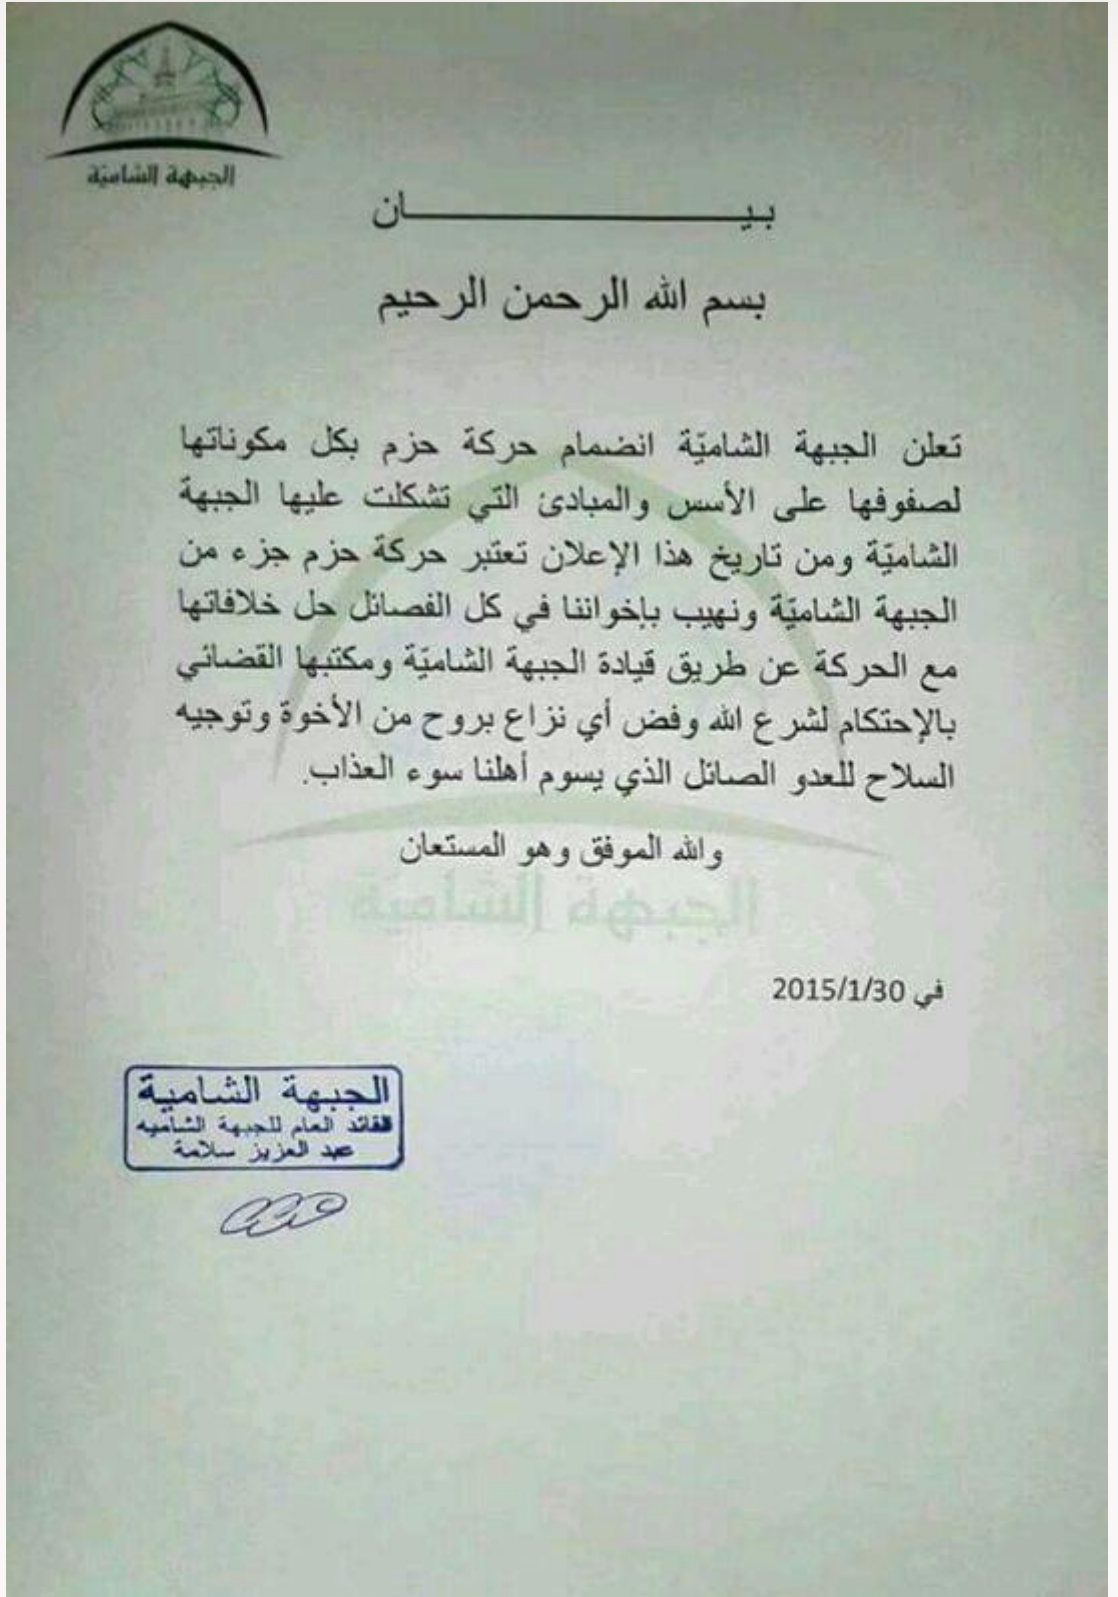 الجبهة الشاميّة
بيـــــــــــــــــــــــان
بسم الله الرحمن الرحيم
تعلن الجبهة الشاميّة انضمام حركة حزم بكل مكوناتها
لصفوفها على الأسس والمبادئ التي تشكلت عليها الجبهة
الشاميّة ومن تاريخ هذا الإعلان تعتبر حركة حزم جزء من
الجبهة الشاميّة ونهيب بإخواننا في كل الفصائل حل خلافاتها
مع الحركة عن طريق قيادة الجبهة الشاميّة ومكتبها القضائي
بالإحتكام لشرع الله وفض أي نزاع بروح من الأخوة وتوجيه
السلاح للعدو الصائل الذي يسوم أهلنا سوء العذاب.
والله الموفق وهو المستعان
الجبهة الشاميّة
في 2015/1/30
الجبهة الشامية
القائد العام للجبهة الشاميه
عبد العزيز سلامة